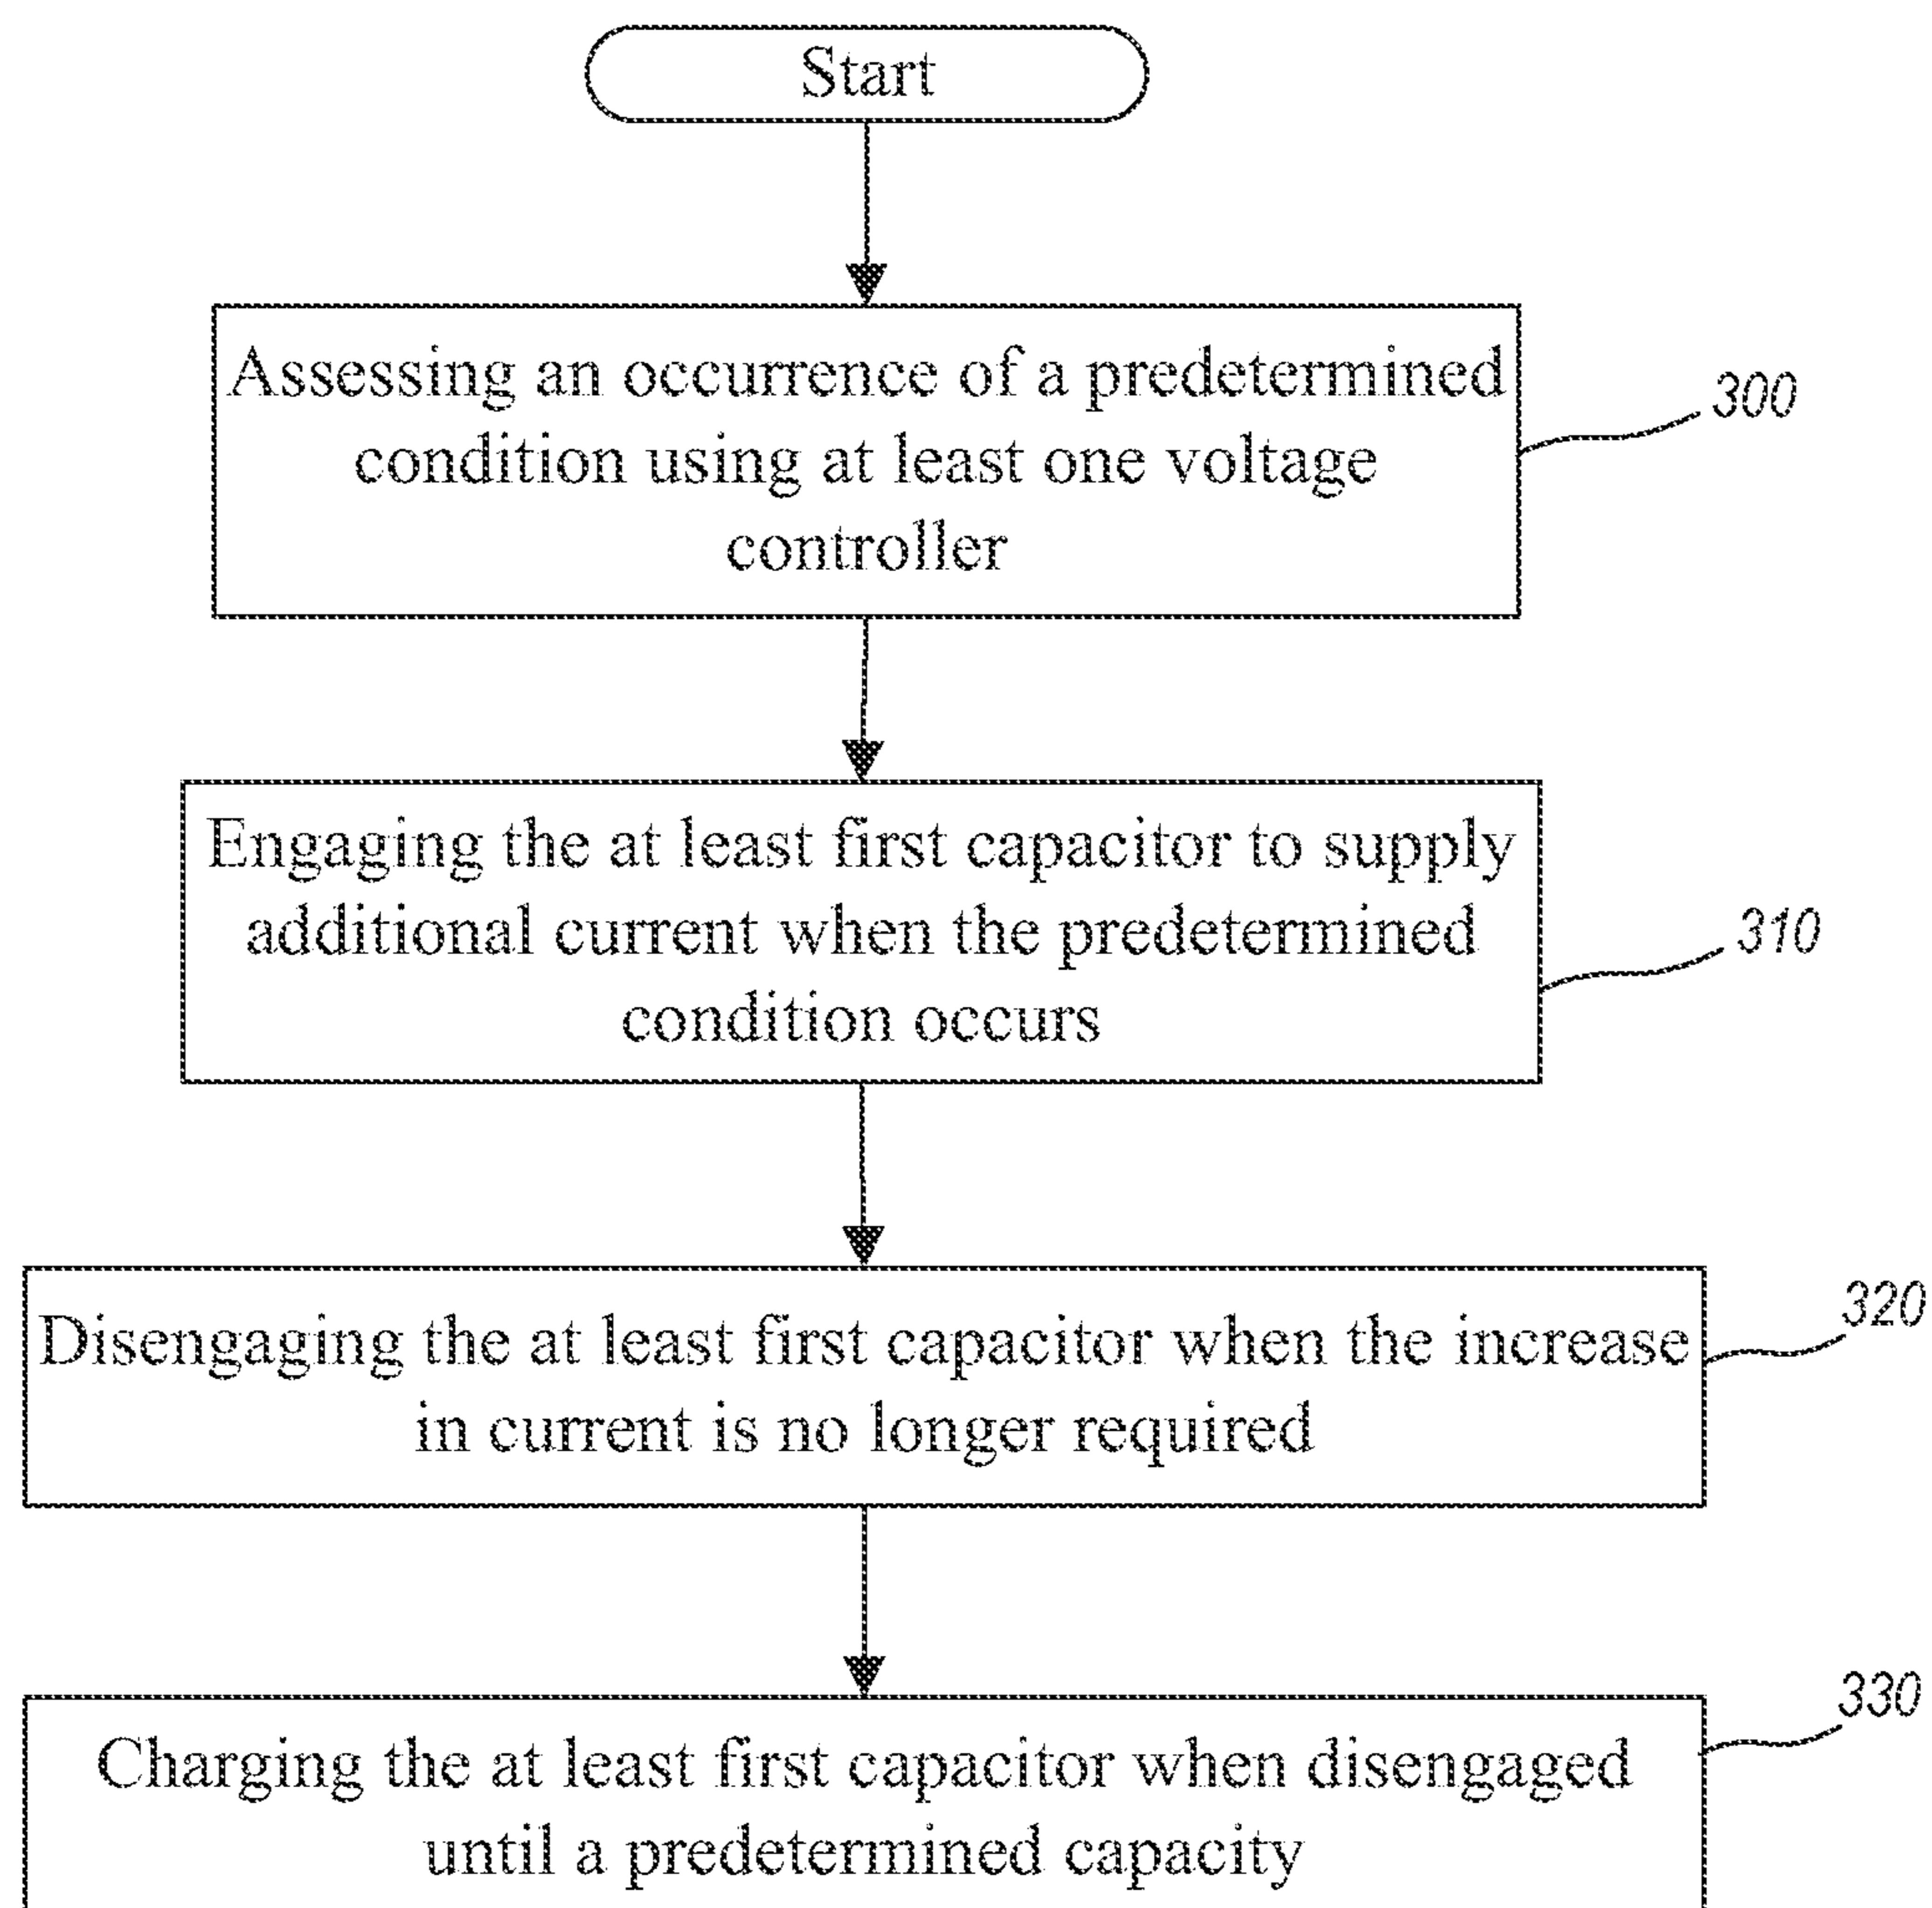 Start
Assessing an occurrence of a predetermined
condition using at least one voltage
controller
300
Engaging the at least first capacitor to supply
additional current when the predetermined
condition occurs
310
Disengaging the at least first capacitor when the increase
in current is no longer required
320
Charging the at least first capacitor when disengaged
until a predetermined capacity
330